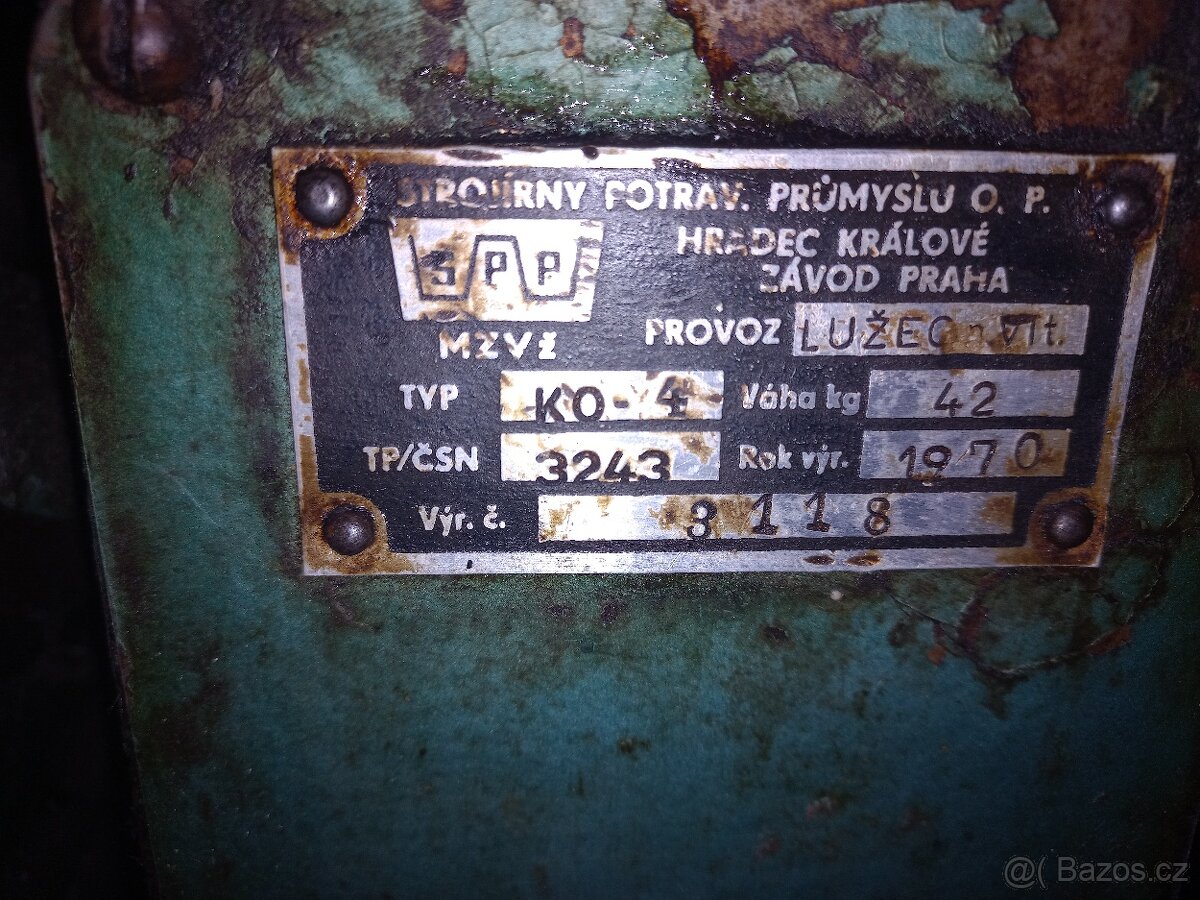 STROJÍRNY POTRAV. PRŮMYSLU O. P.
HRADEC KRÁLOVÉ
ZÁVOD PRAHA
SPP
MZVž
PROVOZ LUŽEC n. Vlt.
TYP KO-4 Váha kg 42
TP/ČSN 3243 Rok výr. 1970
Výr. č. 3118
@( Bazos.cz